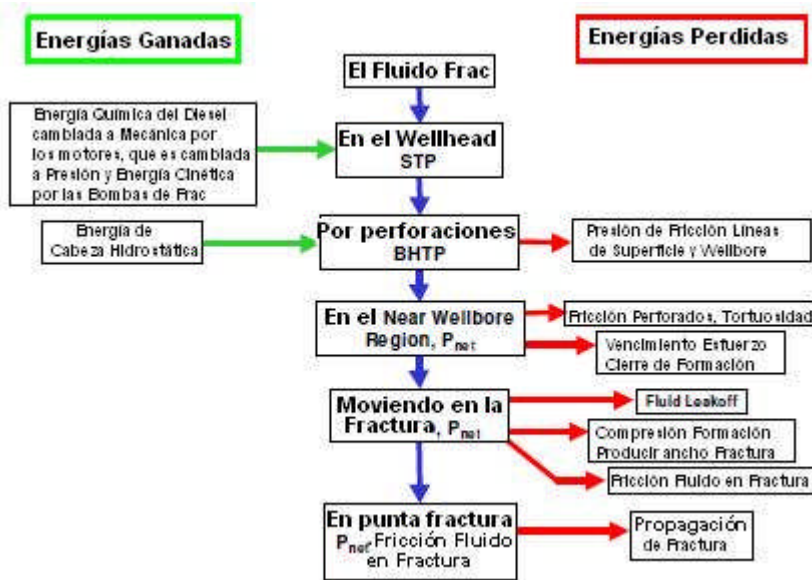 Energías Ganadas
Energías Perdidas
El Fluido Frac
Energía Química del Diesel
cambiada a Mecánica por
los motores, que es cambiada
a Presión y Energía Cinética
por las Bombas de Frac
En el Wellhead
STP
Energía de
Cabeza Hidrostática
Por perforaciones
BHTP
Presión de Fricción Líneas
de Superficie y Wellbore
En el Near Wellbore
Region, Pnet
Fricción Perforados, Tortuosidad
Vencimiento Esfuerzo
Cierre de Formación
Moviendo en la
Fractura, Pnet
Fluid Leakoff
Compresión Formación
Producir ancho Fractura
Fricción Fluido en Fractura
En punta fractura
Pnet-Fricción Fluido
en Fractura
Propagación
de Fractura